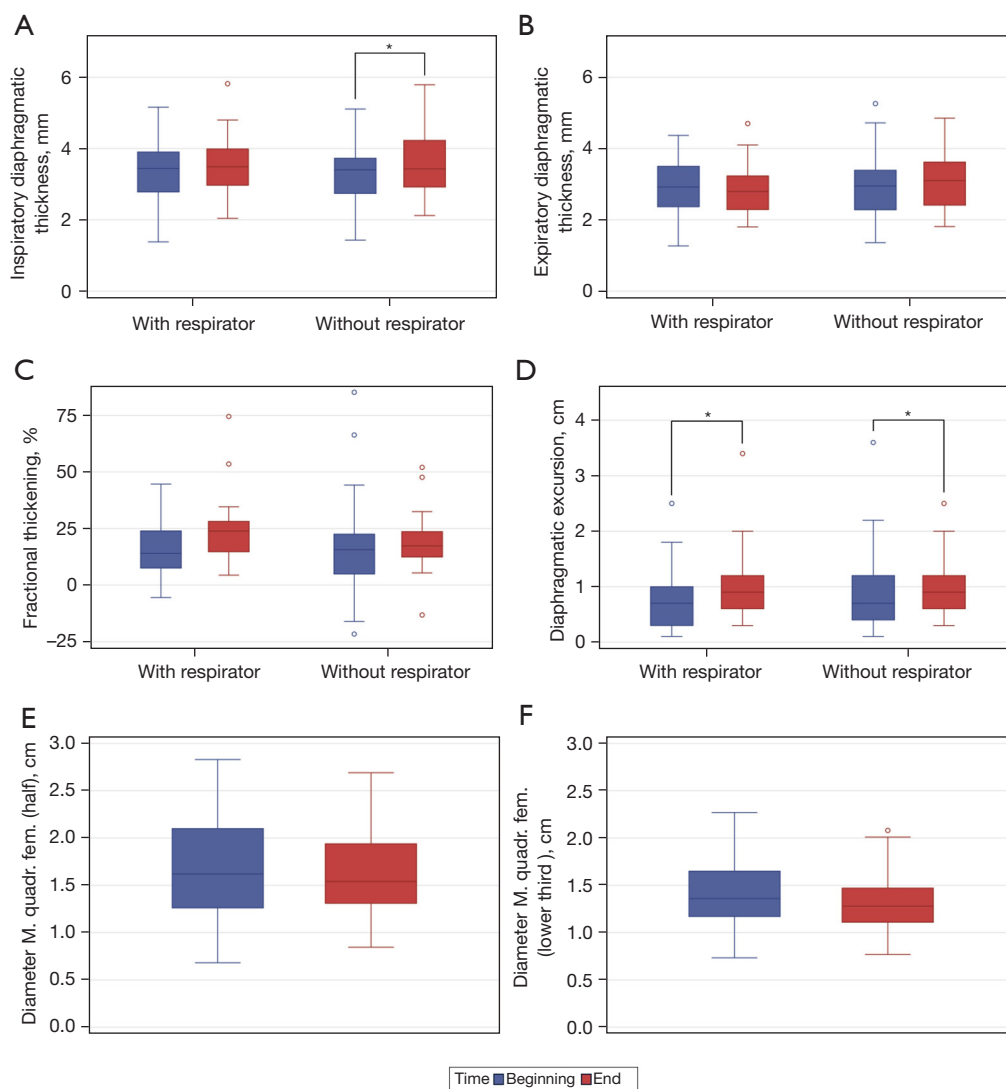 A
Inspiratory diaphragmatic
thickness, mm
6
4
2
0
*
With respirator
Without respirator
B
Expiratory diaphragmatic
thickness, mm
6
4
2
0
With respirator
Without respirator
C
Fractional thickening, %
75
50
25
0
−25
With respirator
Without respirator
D
Diaphragmatic excursion, cm
4
3
2
1
0
*
*
With respirator
Without respirator
E
Diameter M. quadr. fem. (half), cm
3.0
2.5
2.0
1.5
1.0
0.5
0.0
F
Diameter M. quadr. fem.
(lower third ), cm
3.0
2.5
2.0
1.5
1.0
0.5
0.0
Time Beginning End